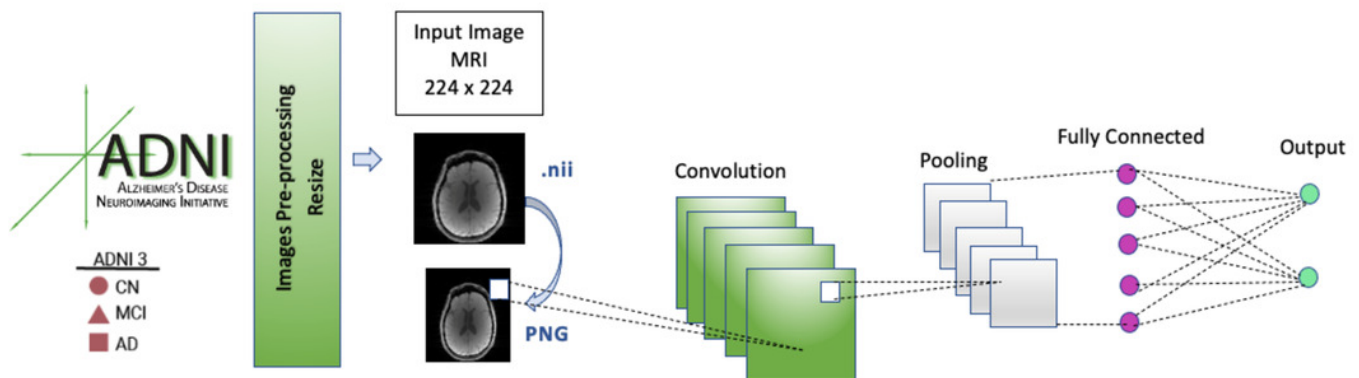 ADNI
ALZHEIMER'S DISEASE
NEUROIMAGING INITIATIVE
ADNI 3
CN
MCI
AD
Images Pre-processing
Resize
Input Image
MRI
224 x 224
.nii
PNG
Convolution
Pooling
Fully Connected
Output